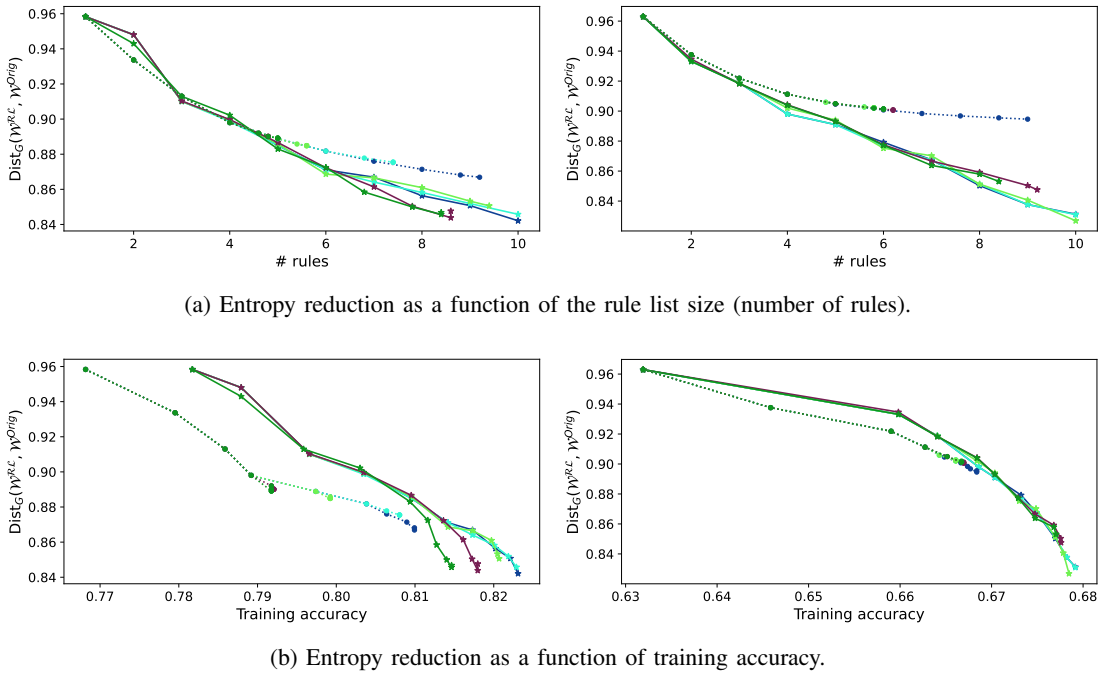 0.96
0.94
0.92
0.90
0.88
0.86
0.84
Dist_G(𝒲^ℛℒ, 𝒲^Orig)
2 4 6 8 10
# rules
0.96
0.94
0.92
0.90
0.88
0.86
0.84
Dist_G(𝒲^ℛℒ, 𝒲^Orig)
2 4 6 8 10
# rules
(a) Entropy reduction as a function of the rule list size (number of rules).
0.96
0.94
0.92
0.90
0.88
0.86
0.84
Dist_G(𝒲^ℛℒ, 𝒲^Orig)
0.77 0.78 0.79 0.80 0.81 0.82
Training accuracy
0.96
0.94
0.92
0.90
0.88
0.86
0.84
Dist_G(𝒲^ℛℒ, 𝒲^Orig)
0.63 0.64 0.65 0.66 0.67 0.68
Training accuracy
(b) Entropy reduction as a function of training accuracy.